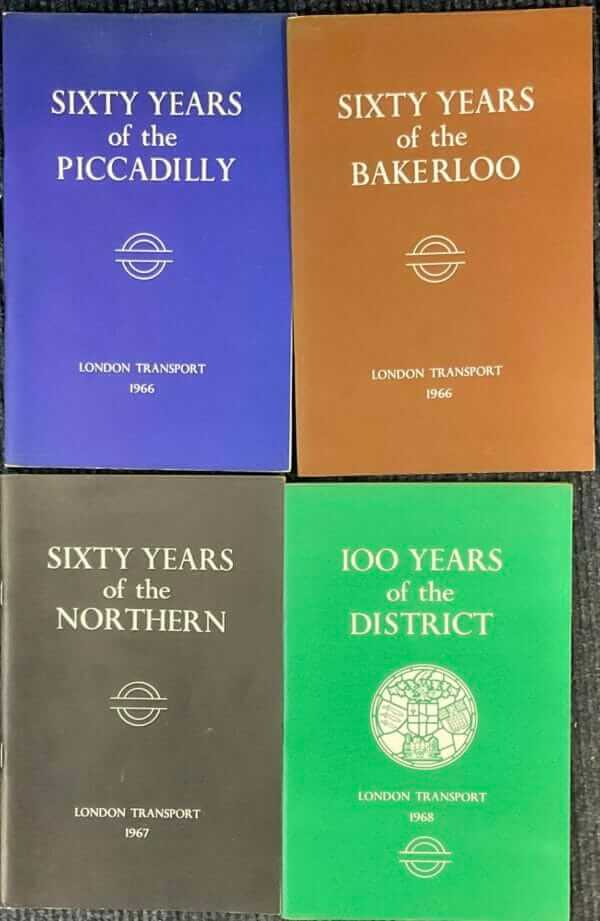 SIXTY YEARS
of the
PICCADILLY
LONDON TRANSPORT
1966
SIXTY YEARS
of the
BAKERLOO
LONDON TRANSPORT
1966
SIXTY YEARS
of the
NORTHERN
LONDON TRANSPORT
1967
100 YEARS
of the
DISTRICT
LONDON TRANSPORT
1968